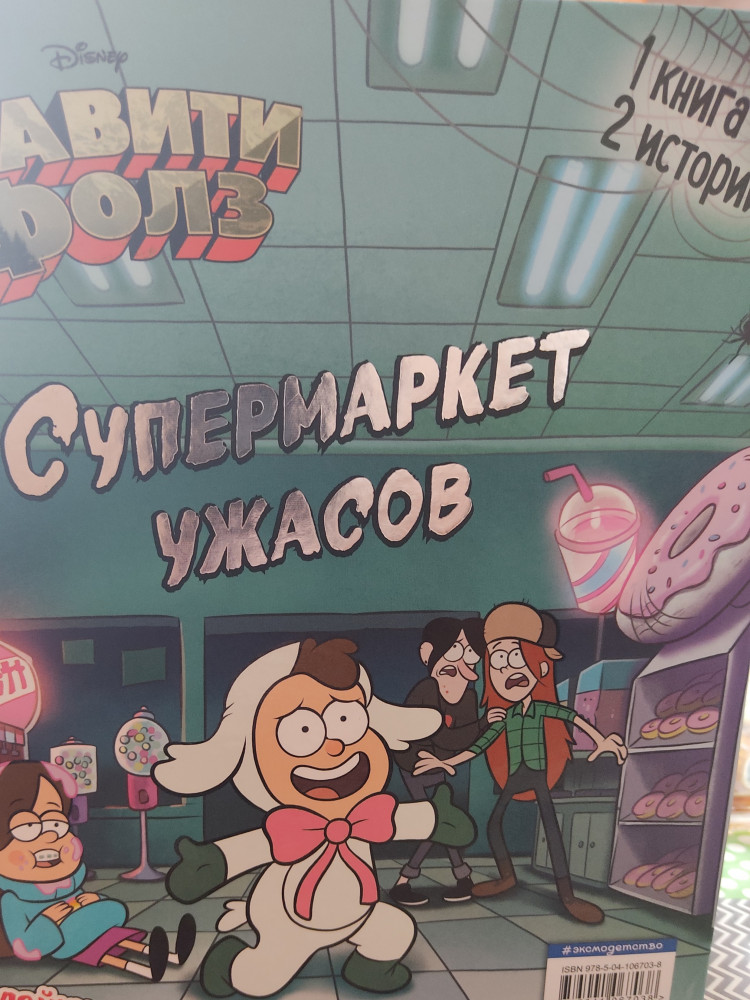 Disney
АВИТИ
ФОЛЗ
1 КНИГА
2 ИСТОРИ
СУПЕРМАРКЕТ
УЖАСОВ
#эксмодетство
ISBN 978-5-04-106703-8